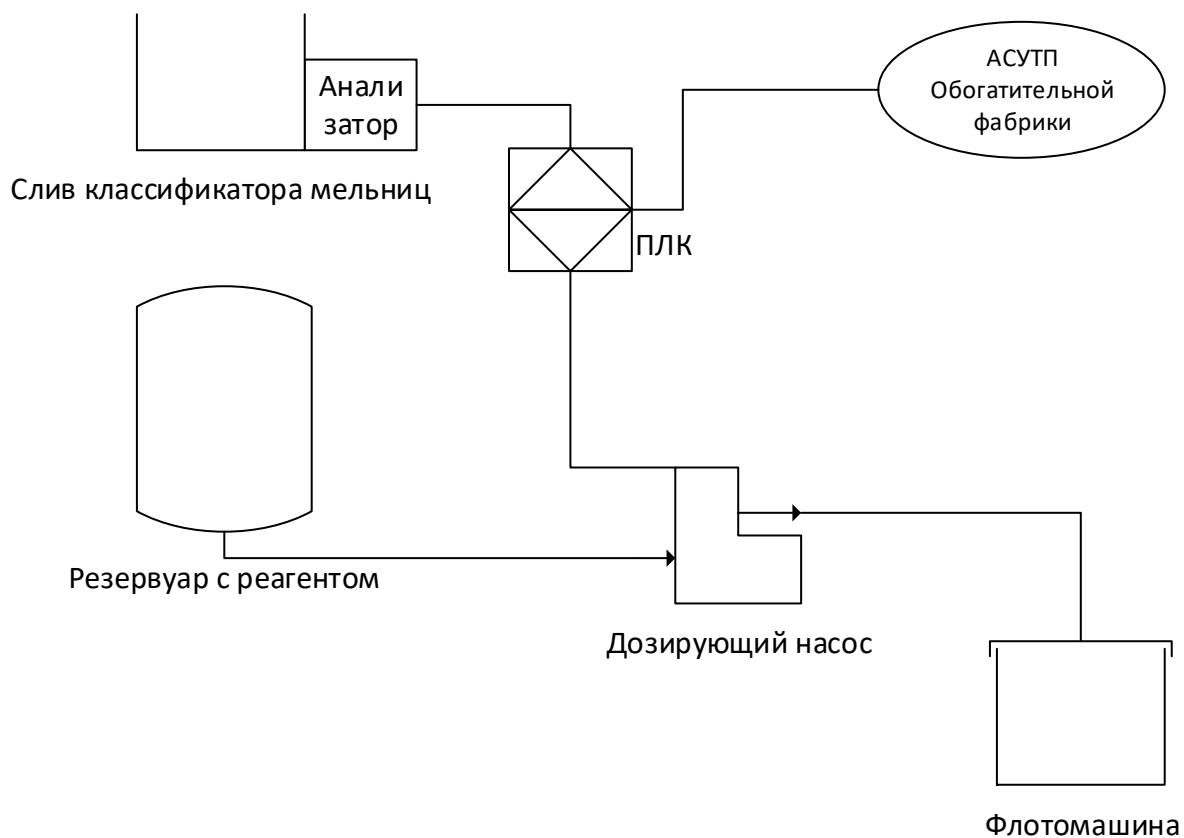 Анали
затор
АСУТП
Обогатительной
фабрики
Слив классификатора мельниц
ПЛК
Резервуар с реагентом
Дозирующий насос
Флотомашина